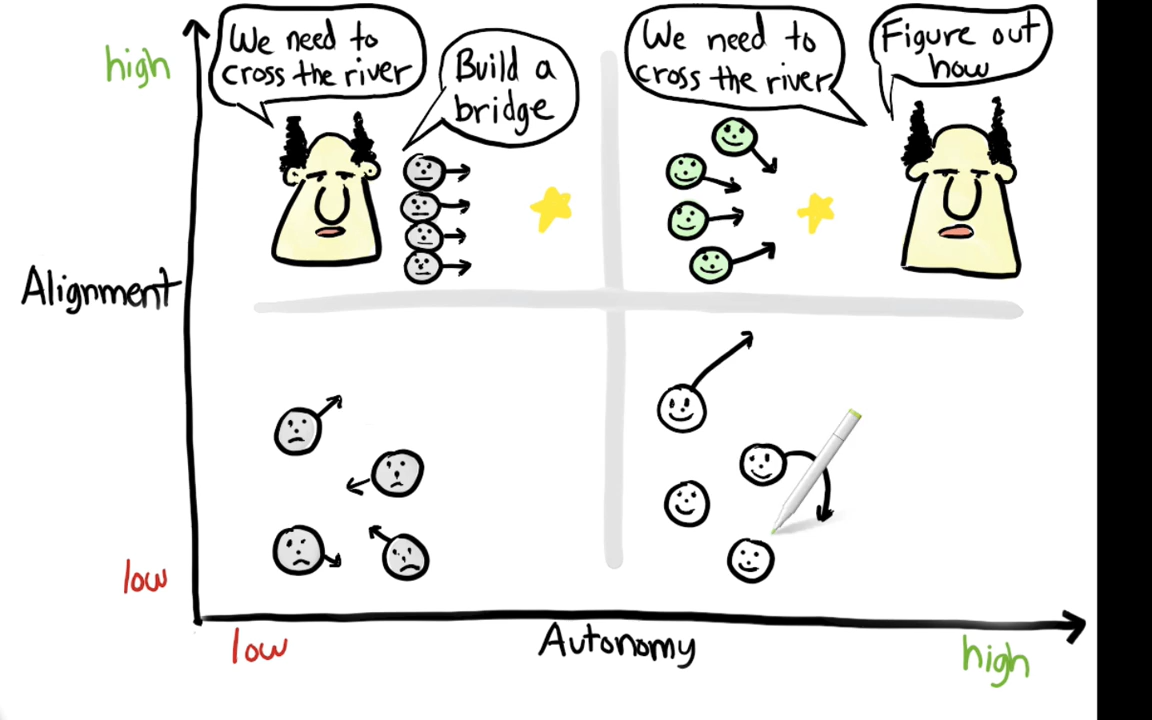 We need to
cross the river
Build a
bridge
We need to
cross the river
Figure out
how
high
Alignment
low
low
Autonomy
high